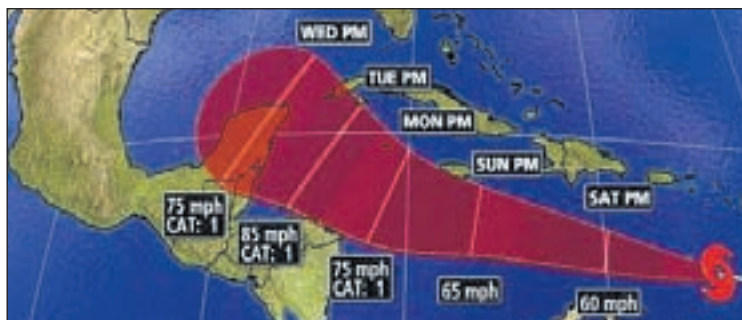 WED PM
TUE PM
MON PM
SUN PM
SAT PM
75 mph
CAT: 1
85 mph
CAT: 1
75 mph
CAT: 1
65 mph
60 mph